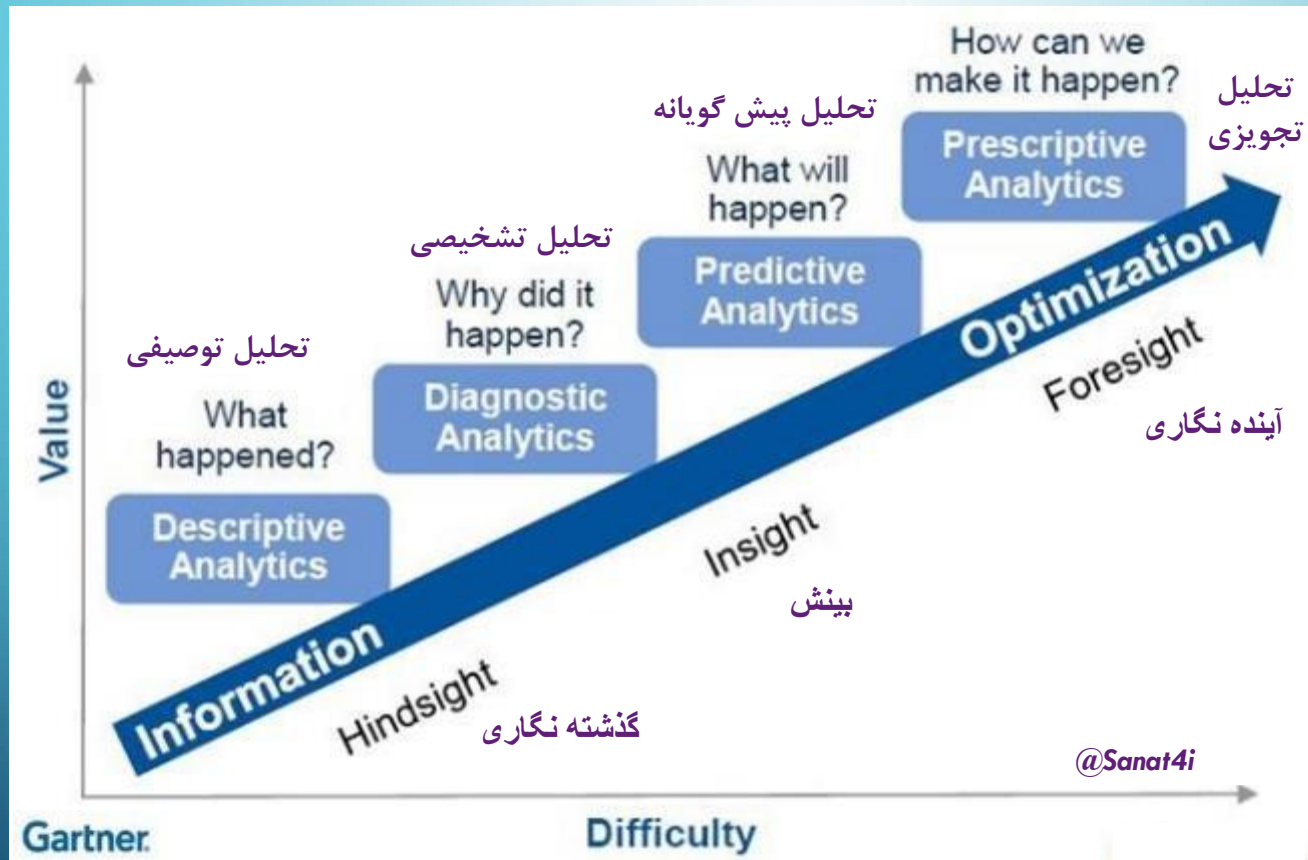 How can we
make it happen?
تحلیل
تجویزی
Prescriptive
Analytics
تحلیل پیش گویانه
What will
happen?
Predictive
Analytics
تحلیل تشخیصی
Why did it
happen?
Diagnostic
Analytics
تحلیل توصیفی
What
happened?
Descriptive
Analytics
Value
Information
Optimization
Hindsight
گذشته نگاری
Insight
بینش
Foresight
آینده نگاری
@Sanat4i
Gartner.
Difficulty